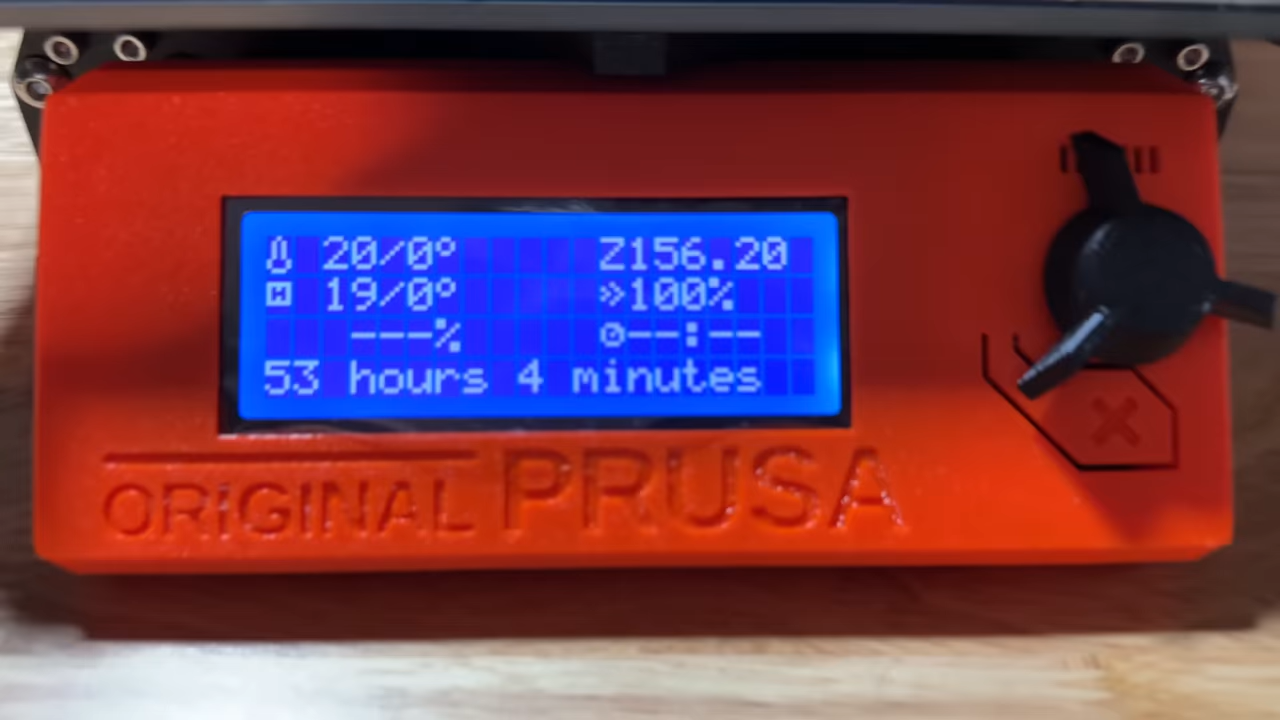 20/0° Z156.20
19/0° »100%
---% --:--
53 hours 4 minutes
ORIGINAL PRUSA